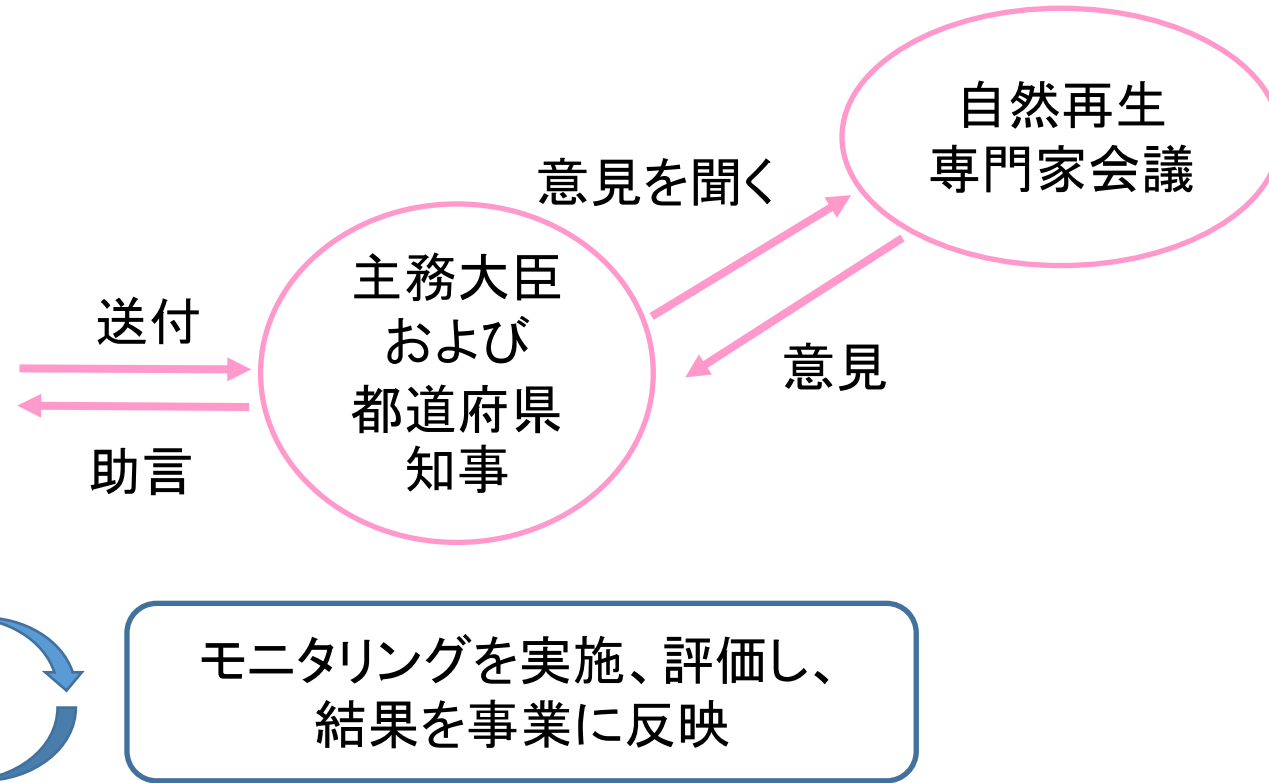 自然再生
専門家会議
意見を聞く
主務大臣
および
都道府県
知事
送付
意見
助言
モニタリングを実施、評価し、
結果を事業に反映